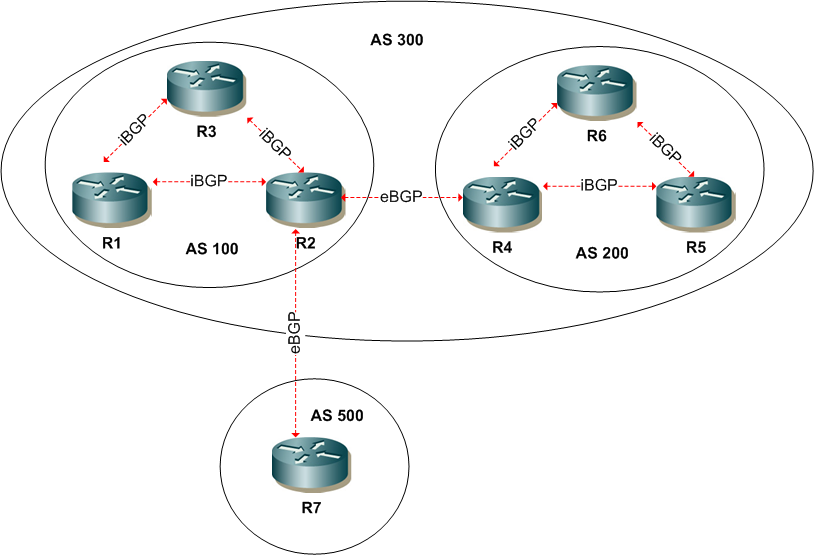 AS 300
R3
R6
iBGP
iBGP
iBGP
iBGP
iBGP
eBGP
iBGP
R1
R2
R4
R5
AS 100
AS 200
eBGP
AS 500
R7